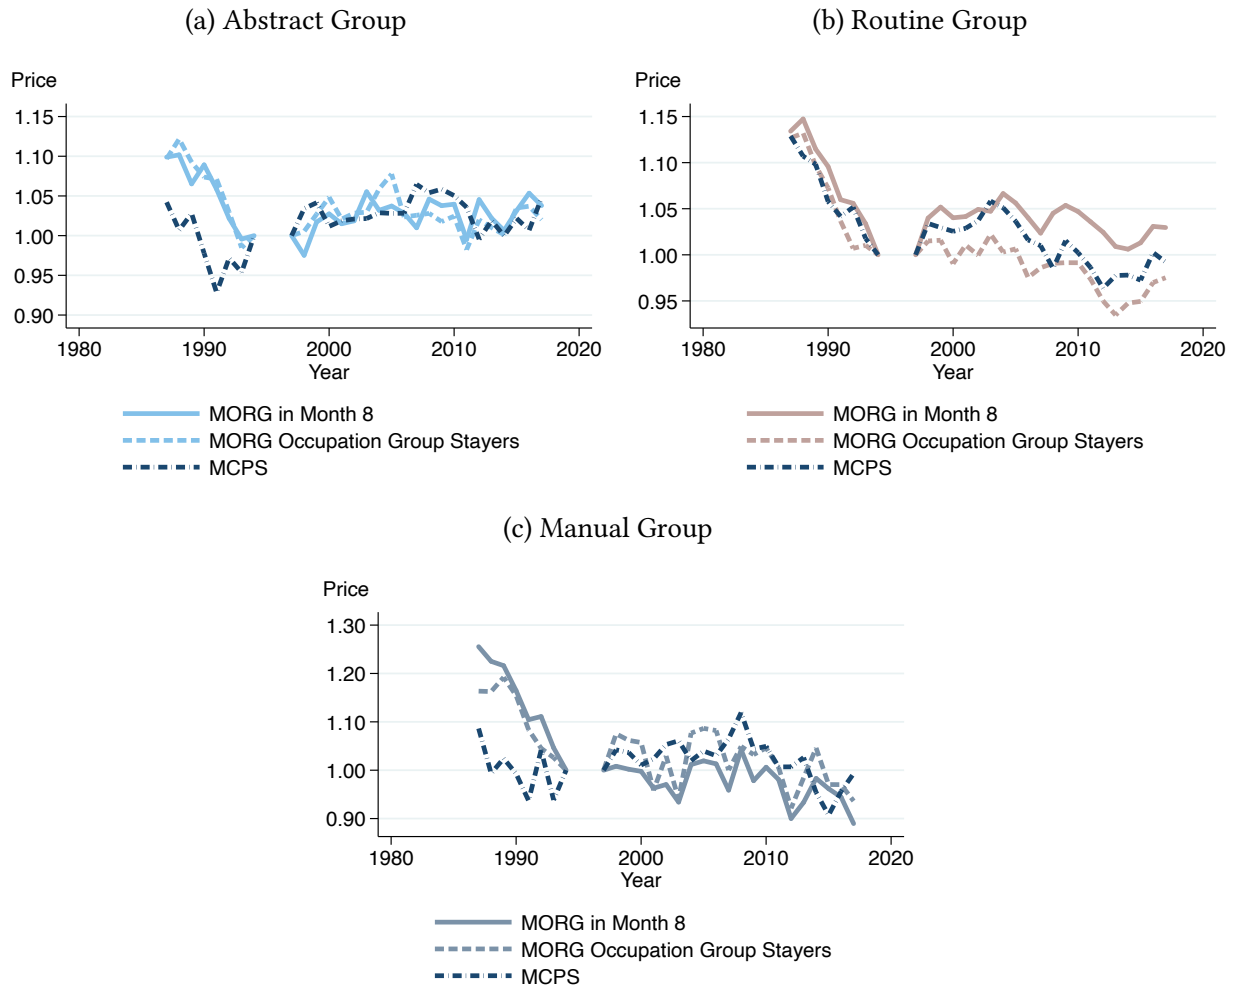 (a) Abstract Group
Price
1.15
1.10
1.05
1.00
0.95
0.90
1980 1990 2000 2010 2020
Year
MORG in Month 8
MORG Occupation Group Stayers
MCPS
(b) Routine Group
Price
1.15
1.10
1.05
1.00
0.95
1980 1990 2000 2010 2020
Year
MORG in Month 8
MORG Occupation Group Stayers
MCPS
(c) Manual Group
Price
1.30
1.20
1.10
1.00
0.90
1980 1990 2000 2010 2020
Year
MORG in Month 8
MORG Occupation Group Stayers
MCPS